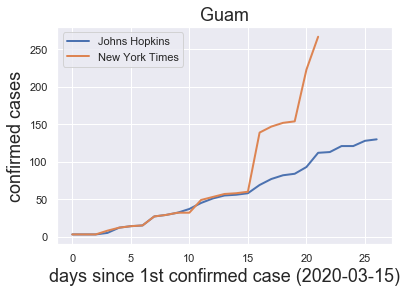 Guam
Johns Hopkins
New York Times
confirmed cases
250
200
150
100
50
0
0 5 10 15 20 25
days since 1st confirmed case (2020-03-15)